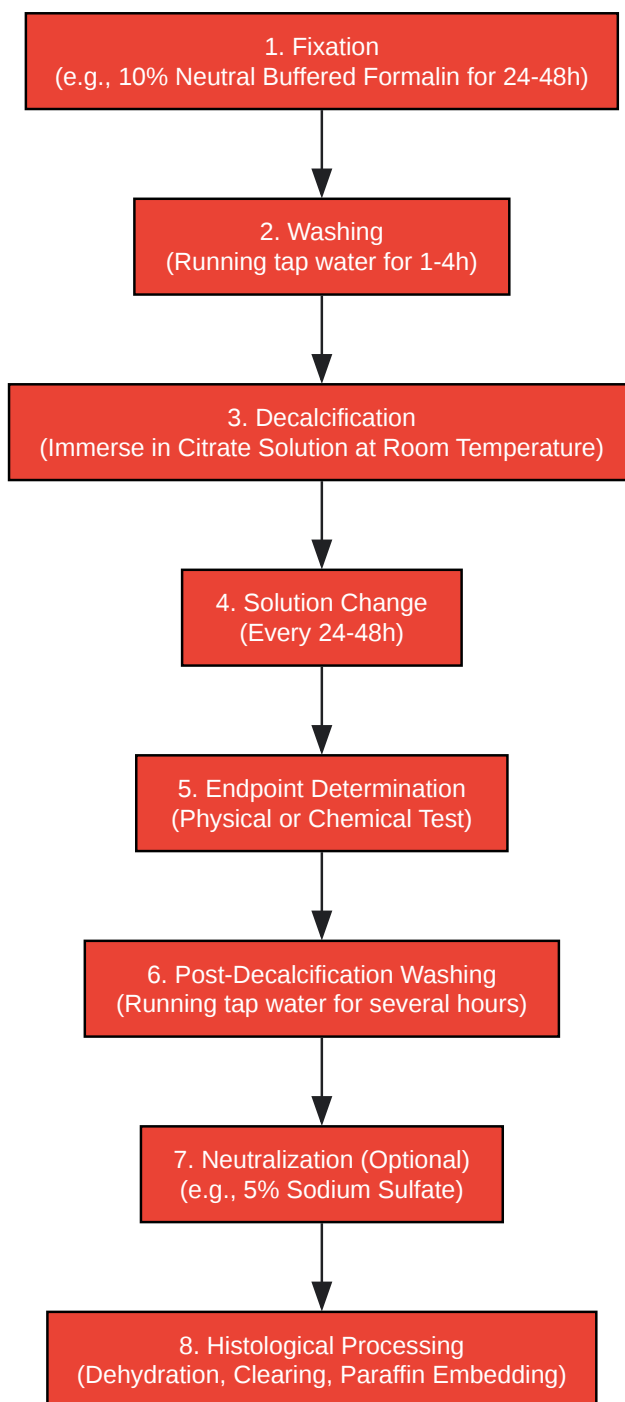 1. Fixation
(e.g., 10% Neutral Buffered Formalin for 24-48h)
2. Washing
(Running tap water for 1-4h)
3. Decalcification
(Immerse in Citrate Solution at Room Temperature)
4. Solution Change
(Every 24-48h)
5. Endpoint Determination
(Physical or Chemical Test)
6. Post-Decalcification Washing
(Running tap water for several hours)
7. Neutralization (Optional)
(e.g., 5% Sodium Sulfate)
8. Histological Processing
(Dehydration, Clearing, Paraffin Embedding)